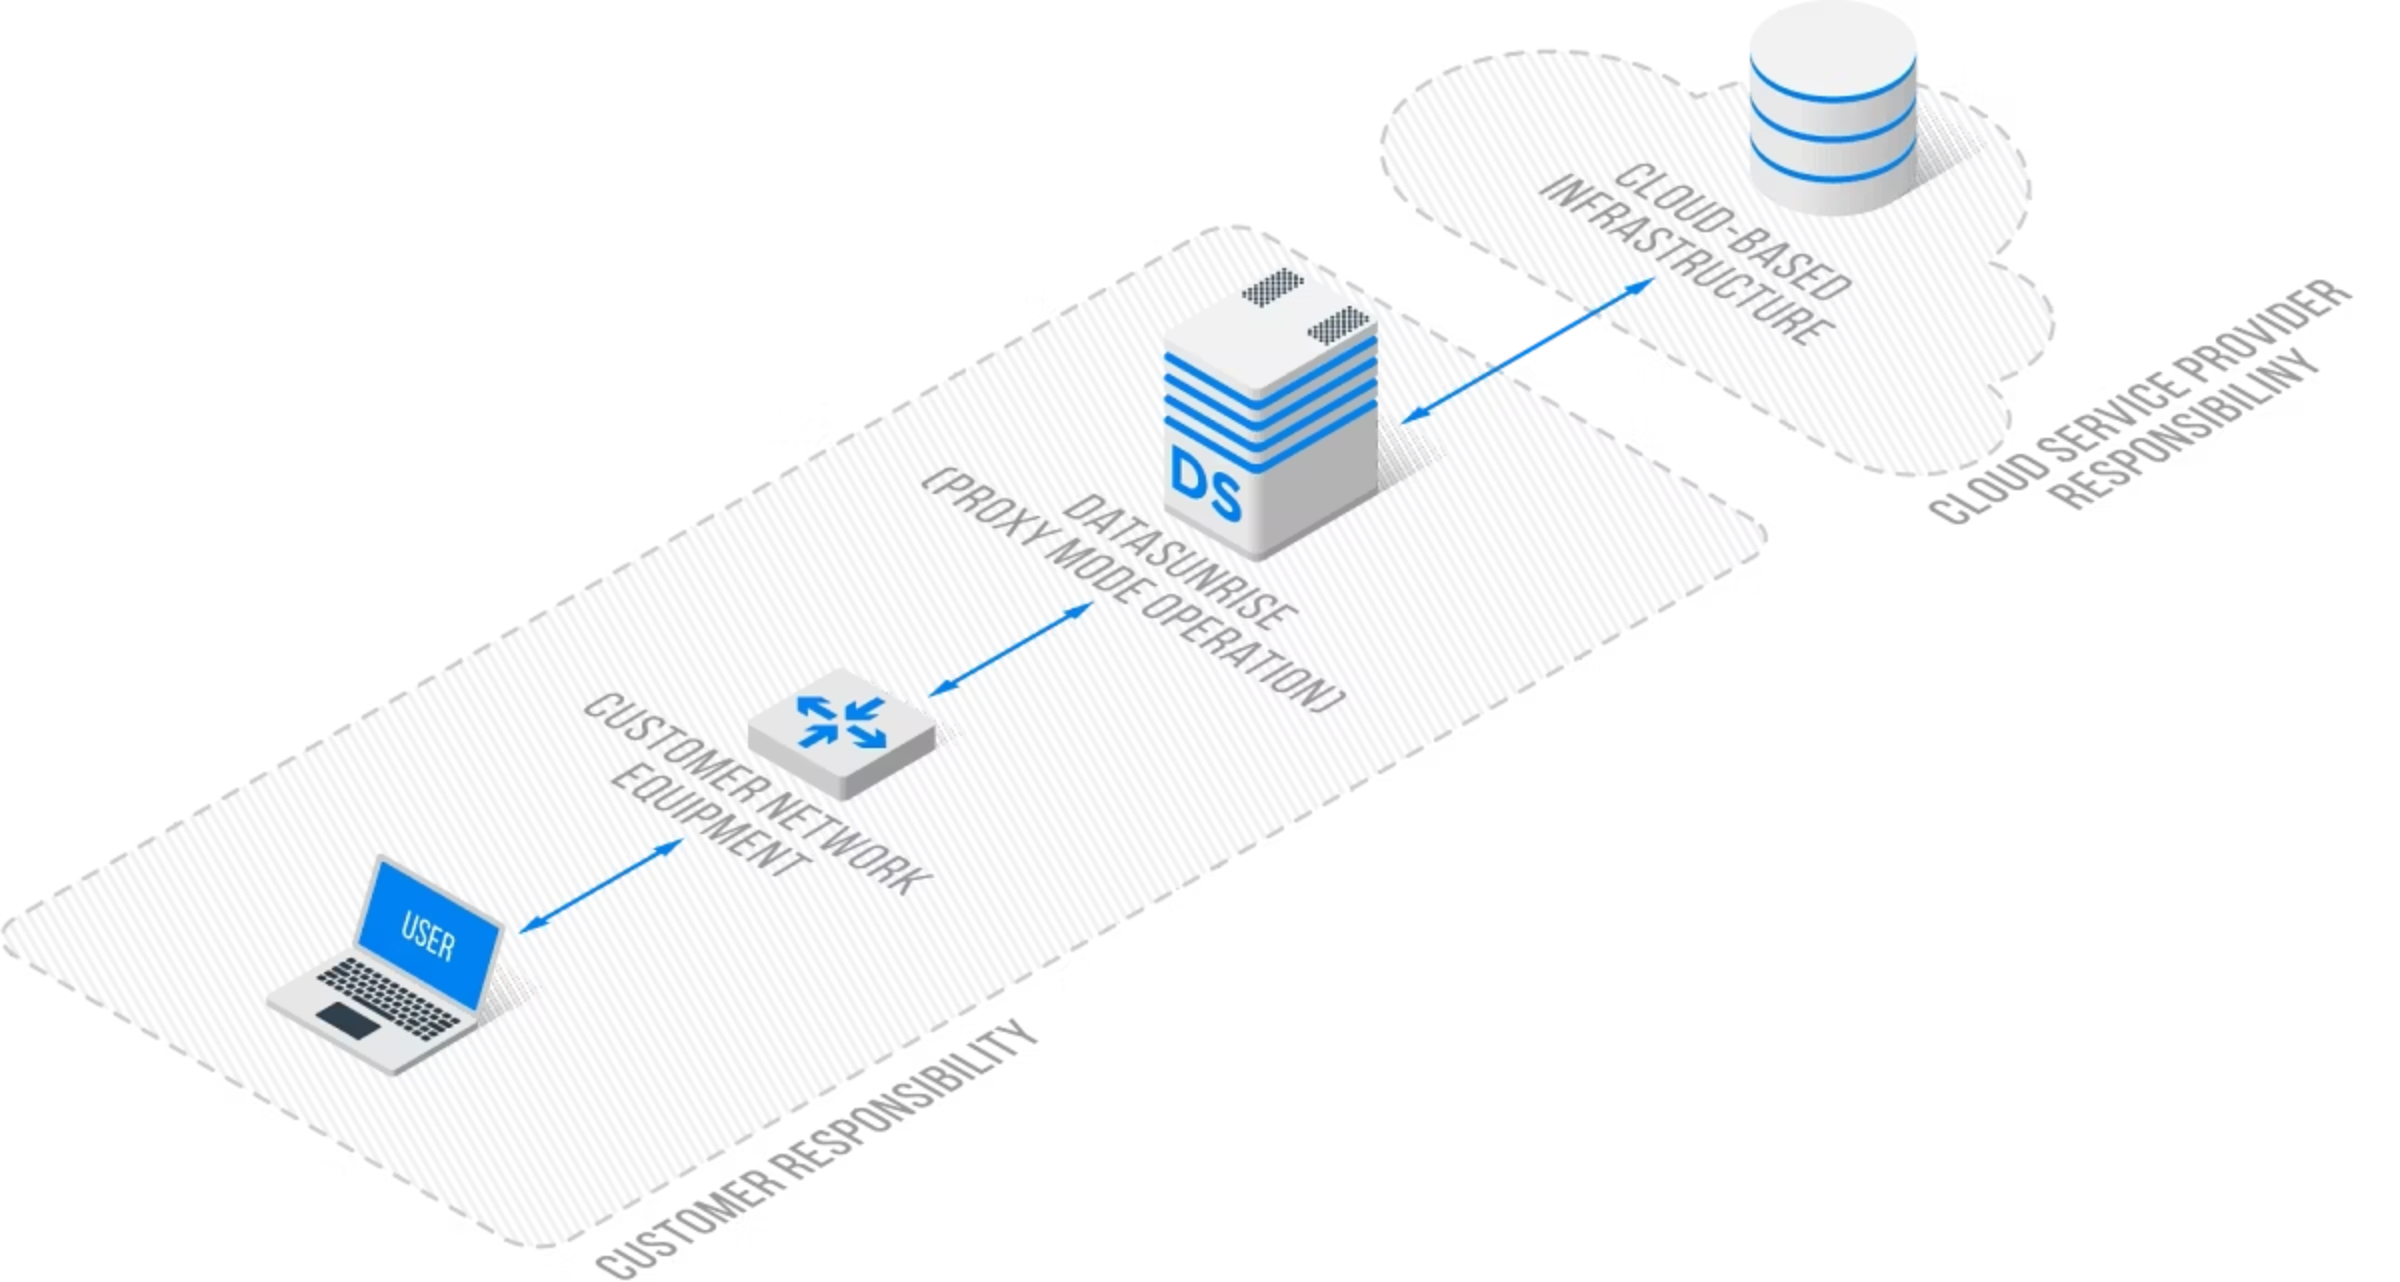 CLOUD-BASED
INFRASTRUCTURE
CLOUD SERVICE PROVIDER
RESPONSIBILINY
DS
DATASUNRISE
(PROXY MODE OPERATION)
CUSTOMER NETWORK
EQUIPMENT
USER
CUSTOMER RESPONSIBILITY